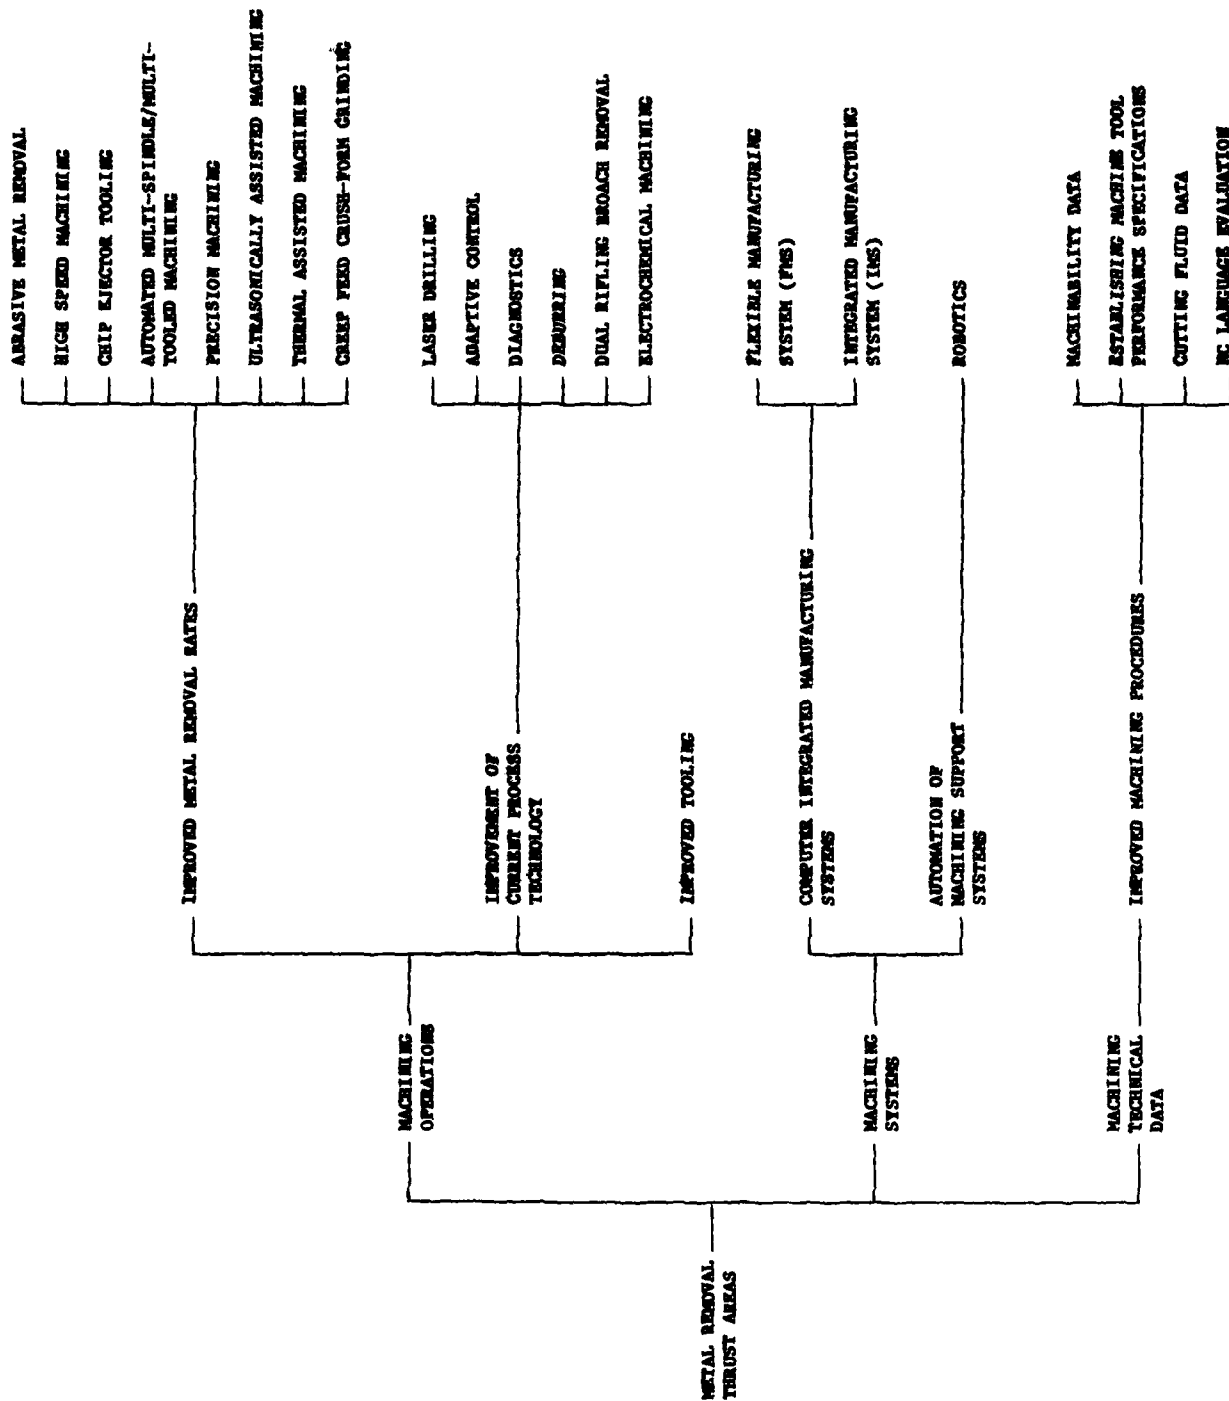 METAL REMOVAL
THRUST AREAS
MACHINING
OPERATIONS
IMPROVED METAL REMOVAL RATES
ABRASIVE METAL REMOVAL
HIGH SPEED MACHINING
CHIP EJECTOR TOOLING
AUTOMATED MULTI-SPINDLE/MULTI-
TOOLED MACHINING
PRECISION MACHINING
ULTRASONICALLY ASSISTED MACHINING
THERMAL ASSISTED MACHINING
CREEP FEED CRUSH-FORM GRINDING
IMPROVEMENT OF
CURRENT PROCESS
TECHNOLOGY
LASER DRILLING
ADAPTIVE CONTROL
DIAGNOSTICS
DEBURRING
DUAL RIFLING BROACH REMOVAL
ELECTROCHEMICAL MACHINING
IMPROVED TOOLING
MACHINING
SYSTEMS
COMPUTER INTEGRATED MANUFACTURING
SYSTEMS
FLEXIBLE MANUFACTURING
SYSTEM (FMS)
INTEGRATED MANUFACTURING
SYSTEM (IMS)
AUTOMATION OF
MACHINING SUPPORT
SYSTEMS
ROBOTICS
MACHINING
TECHNICAL
DATA
IMPROVED MACHINING PROCEDURES
MACHINABILITY DATA
ESTABLISHING MACHINE TOOL
PERFORMANCE SPECIFICATIONS
CUTTING FLUID DATA
NC LANGUAGE EVALUATION